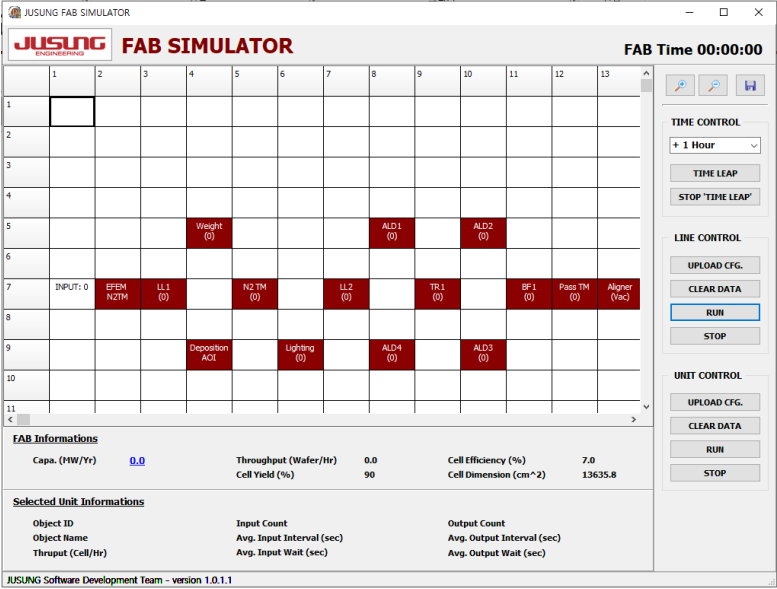 JUSUNG FAB SIMULATOR
JUSUNG ENGINEERING
FAB SIMULATOR
FAB Time 00:00:00
1 2 3 4 5 6 7 8 9 10 11 12 13
1
2
3
4
5 Weight (0) ALD1 (0) ALD2 (0)
6
7 INPUT: 0 EFEM N2TM LL1 (0) N2 TM (0) LL2 (0) TR1 (0) BF1 (0) Pass TM (0) Aligner (Vac)
8
9 Deposition AOI Lighting (0) ALD4 (0) ALD3 (0)
10
11
TIME CONTROL
+ 1 Hour
TIME LEAP
STOP 'TIME LEAP'
LINE CONTROL
UPLOAD CFG.
CLEAR DATA
RUN
STOP
UNIT CONTROL
UPLOAD CFG.
CLEAR DATA
RUN
STOP
FAB Informations
Capa. (MW/Yr) 0.0 Throughput (Wafer/Hr) 0.0 Cell Efficiency (%) 7.0
Cell Yield (%) 90 Cell Dimension (cm^2) 13635.8
Selected Unit Informations
Object ID Input Count Output Count
Object Name Avg. Input Interval (sec) Avg. Output Interval (sec)
Thruput (Cell/Hr) Avg. Input Wait (sec) Avg. Output Wait (sec)
JUSUNG Software Development Team - version 1.0.1.1